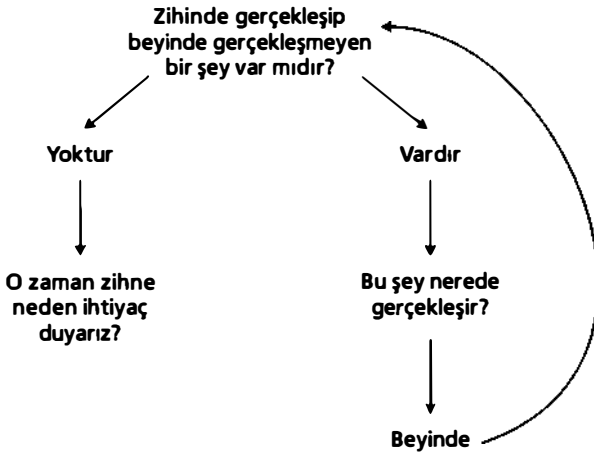 Zihinde gerçekleşip
beyinde gerçekleşmeyen
bir şey var mıdır?
Yoktur
Vardır
O zaman zihne
neden ihtiyaç
duyarız?
Bu şey nerede
gerçekleşir?
Beyinde